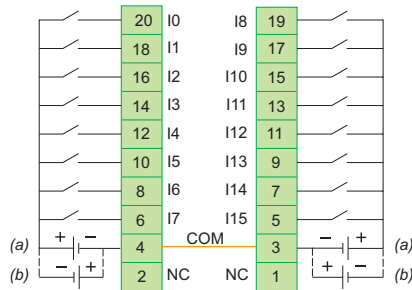 20 I0 I8 19
18 I1 I9 17
16 I2 I10 15
14 I3 I11 13
12 I4 I12 11
10 I5 I13 9
8 I6 I14 7
6 I7 I15 5
(a) + − 4 COM 3 − + (a)
(b) − + 2 NC NC 1 + − (b)